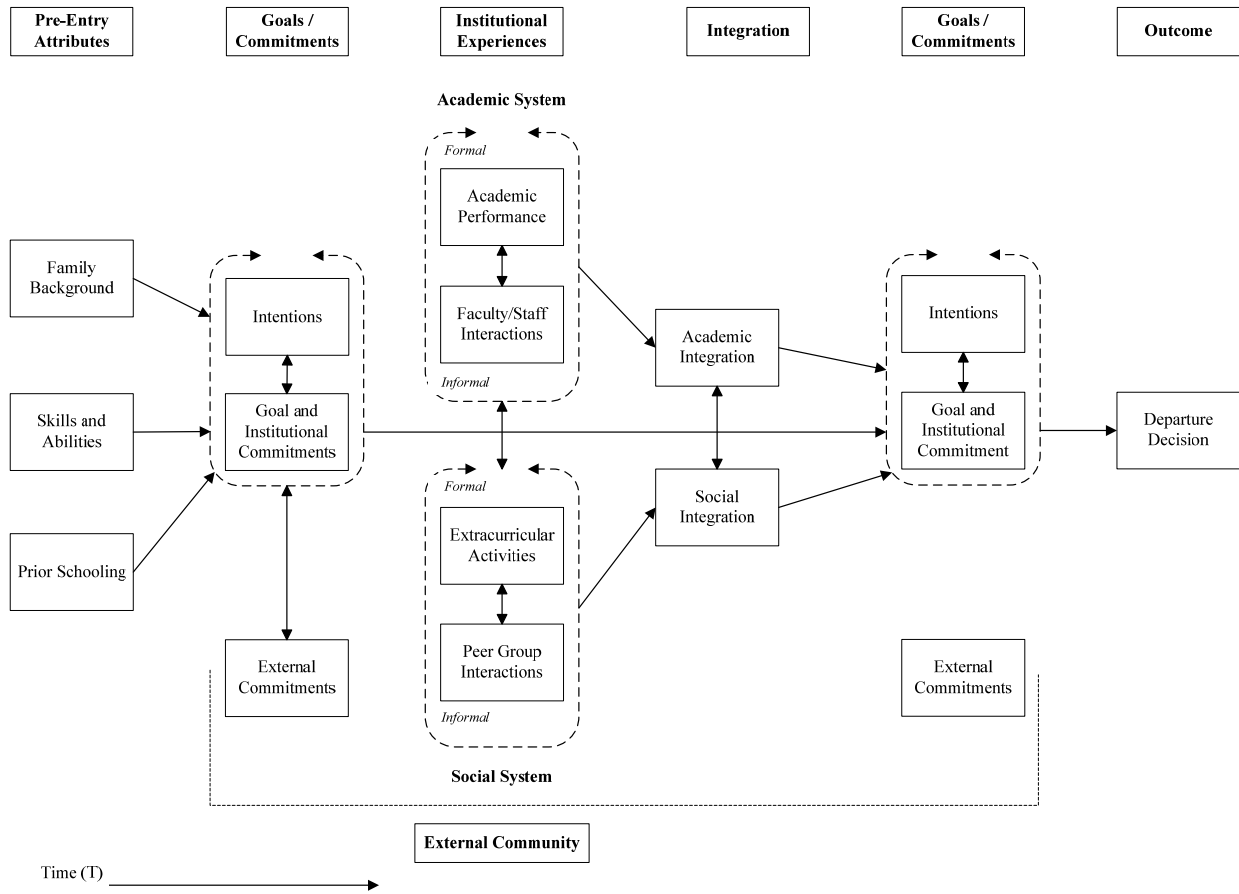 Pre-Entry
Attributes
Goals /
Commitments
Institutional
Experiences
Integration
Goals /
Commitments
Outcome
Academic System
Formal
Academic
Performance
Faculty/Staff
Interactions
Informal
Family
Background
Skills and
Abilities
Prior Schooling
Intentions
Goal and
Institutional
Commitments
External
Commitments
Formal
Extracurricular
Activities
Peer Group
Interactions
Informal
Social System
Academic
Integration
Social
Integration
Intentions
Goal and
Institutional
Commitment
External
Commitments
Departure
Decision
External Community
Time (T)